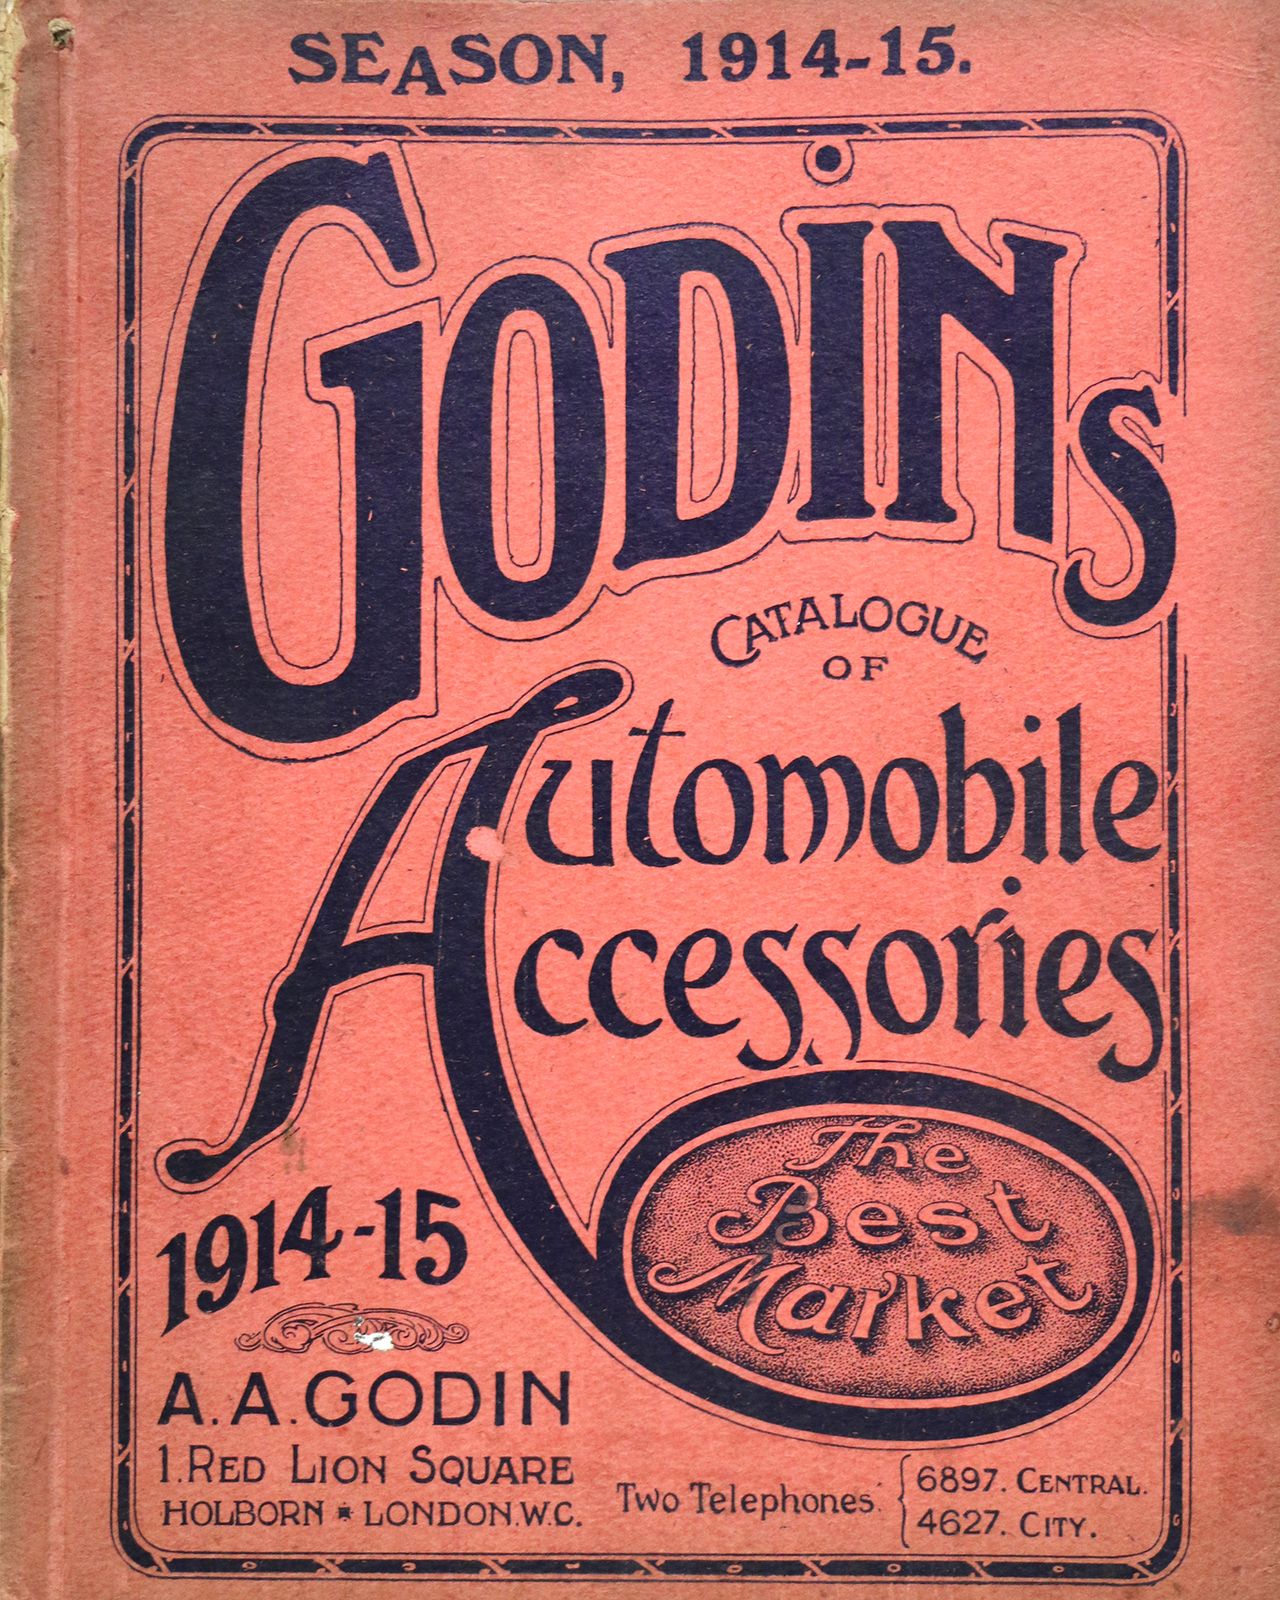 SEASON, 1914-15.
GODINS
CATALOGUE
OF
Automobile
Accessories
The
Best
Market
1914-15
A.A.GODIN
1.RED LION SQUARE
HOLBORN * LONDON.W.C.
TWO TELEPHONES. { 6897. CENTRAL.
4627. CITY.